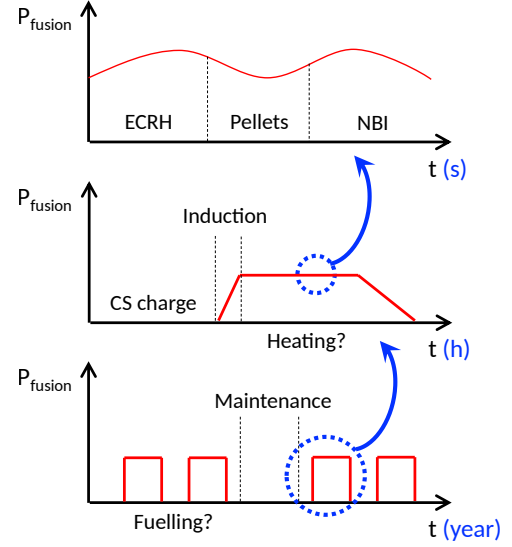 P_fusion
ECRH Pellets NBI
t (s)
P_fusion
Induction
CS charge
Heating?
t (h)
P_fusion
Maintenance
Fuelling?
t (year)